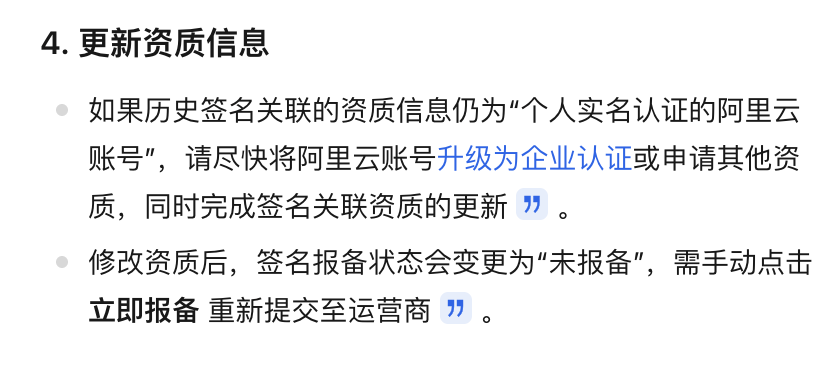 4. 更新资质信息
如果历史签名关联的资质信息仍为“个人实名认证的阿里云
账号”，请尽快将阿里云账号升级为企业认证或申请其他资
质，同时完成签名关联资质的更新 。
修改资质后，签名报备状态会变更为“未报备”，需手动点击
立即报备 重新提交至运营商 。